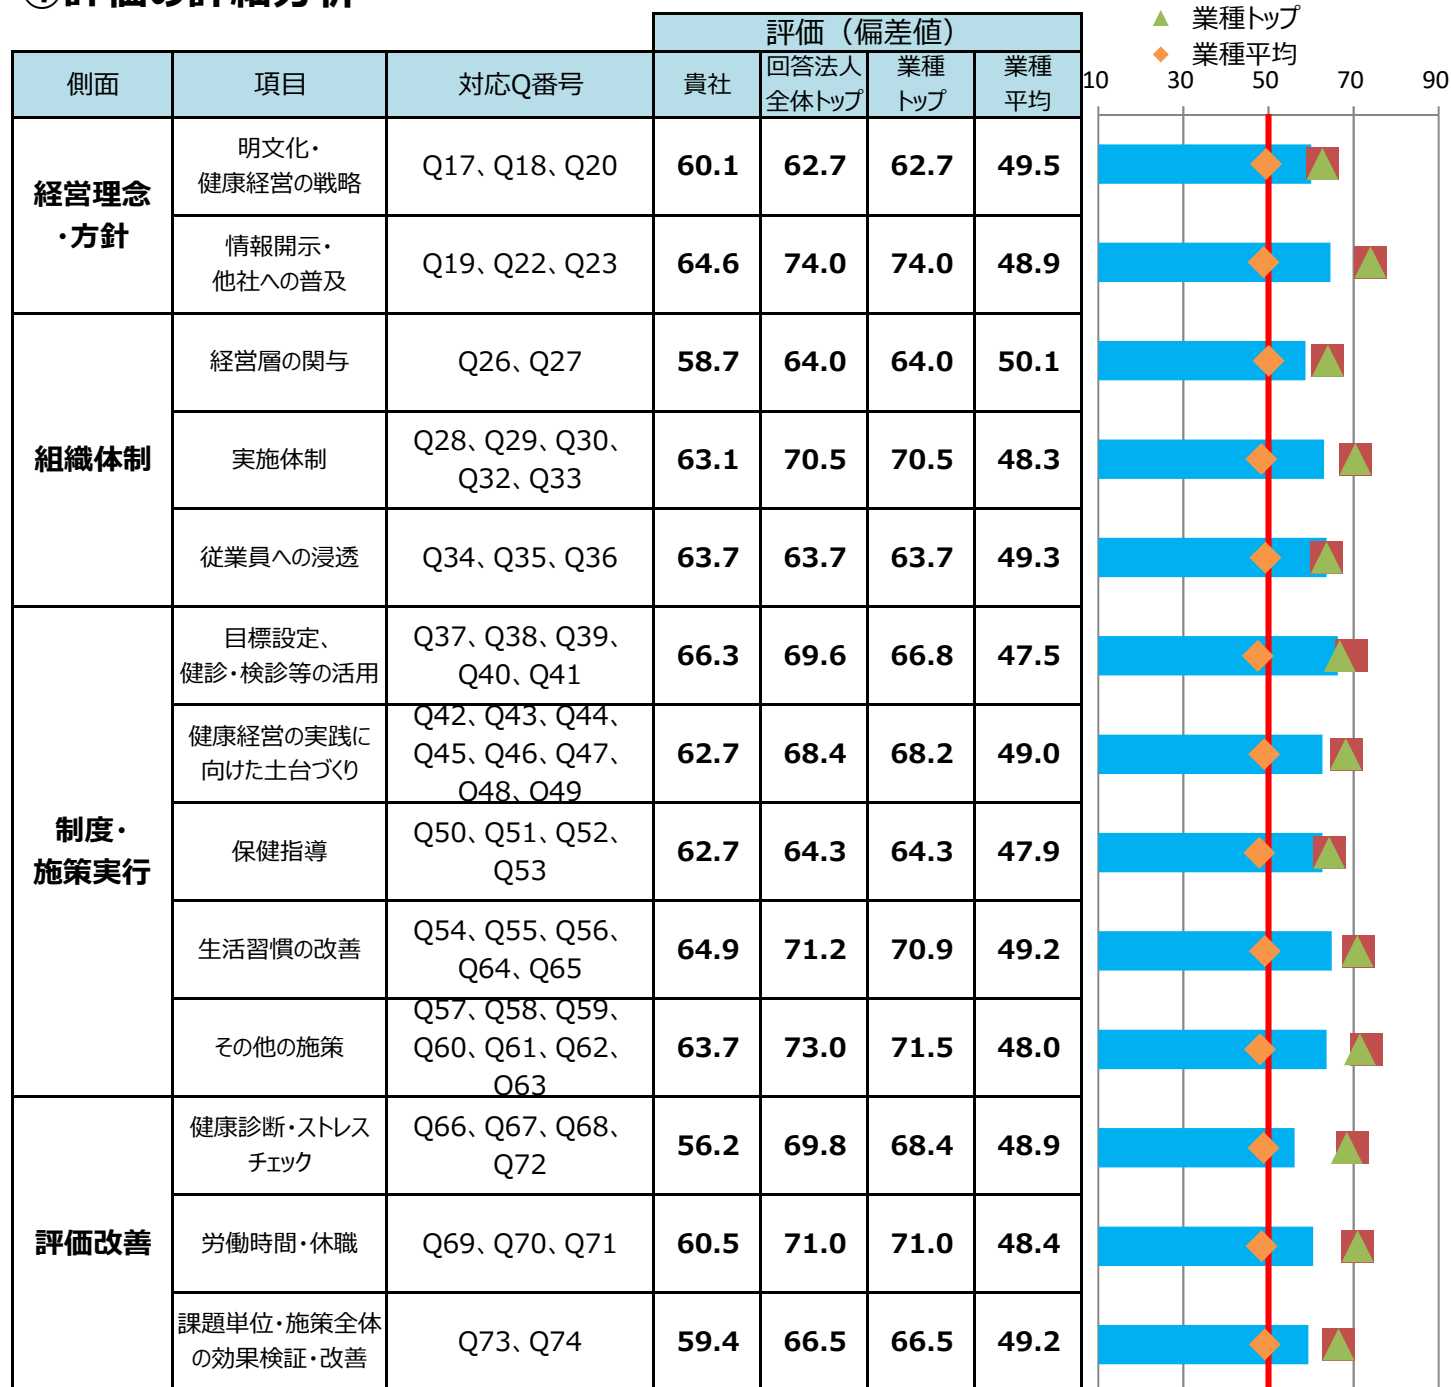 ①評価の詳細分析
業種トップ
業種平均
評価（偏差値）
側面 項目 対応Q番号 貴社 回答法人 業種 業種
全体トップ トップ 平均
10 30 50 70 90
経営理念
・方針
明文化・
健康経営の戦略
Q17、Q18、Q20 60.1 62.7 62.7 49.5
情報開示・
他社への普及
Q19、Q22、Q23 64.6 74.0 74.0 48.9
組織体制
経営層の関与 Q26、Q27 58.7 64.0 64.0 50.1
実施体制
Q28、Q29、Q30、
Q32、Q33
63.1 70.5 70.5 48.3
従業員への浸透 Q34、Q35、Q36 63.7 63.7 63.7 49.3
制度・
施策実行
目標設定、
健診・検診等の活用
Q37、Q38、Q39、
Q40、Q41
66.3 69.6 66.8 47.5
健康経営の実践に
向けた土台づくり
Q42、Q43、Q44、
Q45、Q46、Q47、
Q48、Q49
62.7 68.4 68.2 49.0
保健指導
Q50、Q51、Q52、
Q53
62.7 64.3 64.3 47.9
生活習慣の改善
Q54、Q55、Q56、
Q64、Q65
64.9 71.2 70.9 49.2
その他の施策
Q57、Q58、Q59、
Q60、Q61、Q62、
Q63
63.7 73.0 71.5 48.0
評価改善
健康診断・ストレス
チェック
Q66、Q67、Q68、
Q72
56.2 69.8 68.4 48.9
労働時間・休職 Q69、Q70、Q71 60.5 71.0 71.0 48.4
課題単位・施策全体
の効果検証・改善
Q73、Q74 59.4 66.5 66.5 49.2